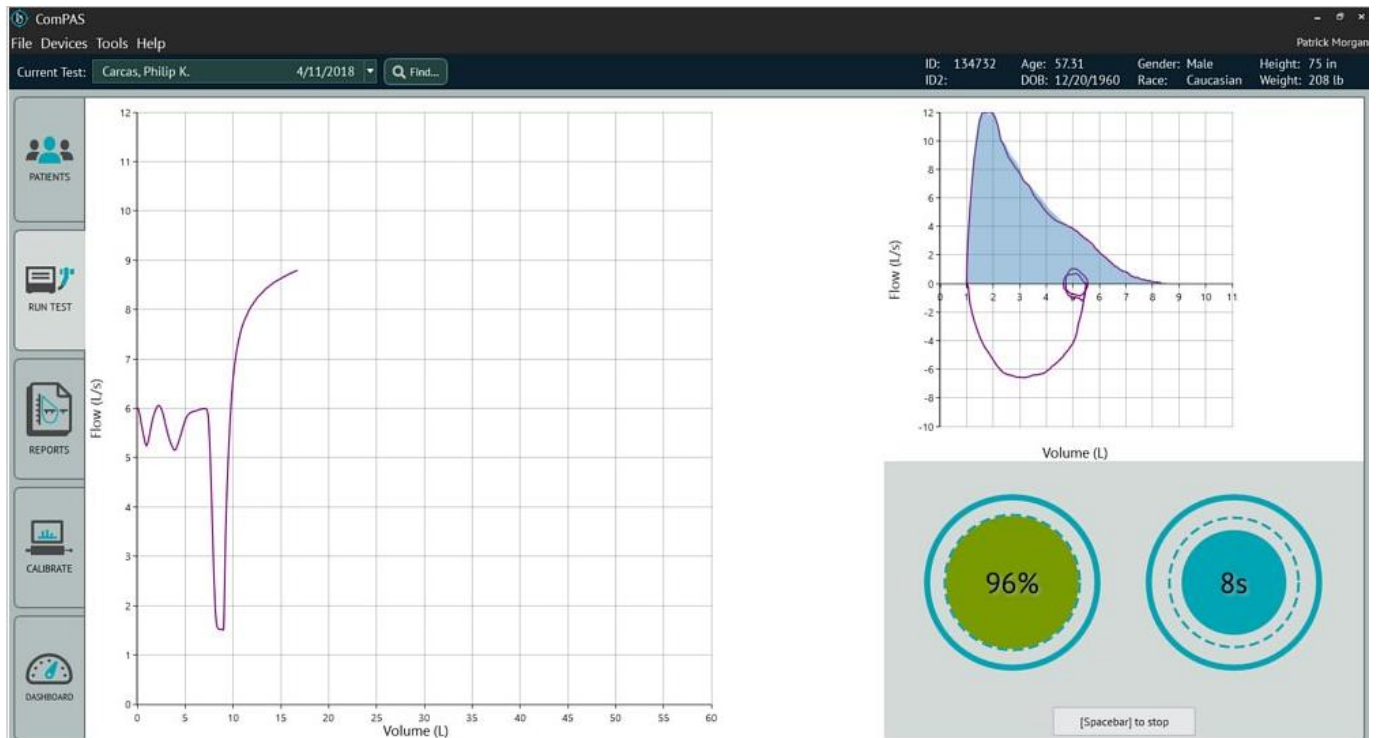 ComPAS
File Devices Tools Help
Patrick Morgan
Current Test: Carcas, Philip K. 4/11/2018 Find...
ID: 134732 Age: 57.31 Gender: Male Height: 75 in
ID2: DOB: 12/20/1960 Race: Caucasian Weight: 208 lb
PATIENTS
RUN TEST
REPORTS
CALIBRATE
DASHBOARD
12
11
10
9
8
7
6
5
4
3
2
1
0
Flow (L/s)
0 5 10 15 20 25 30 35 40 45 50 55 60
Volume (L)
12
10
8
6
4
2
0
-2
-4
-6
-8
-10
Flow (L/s)
0 1 2 3 4 5 6 7 8 9 10 11
Volume (L)
96%
8s
[Spacebar] to stop